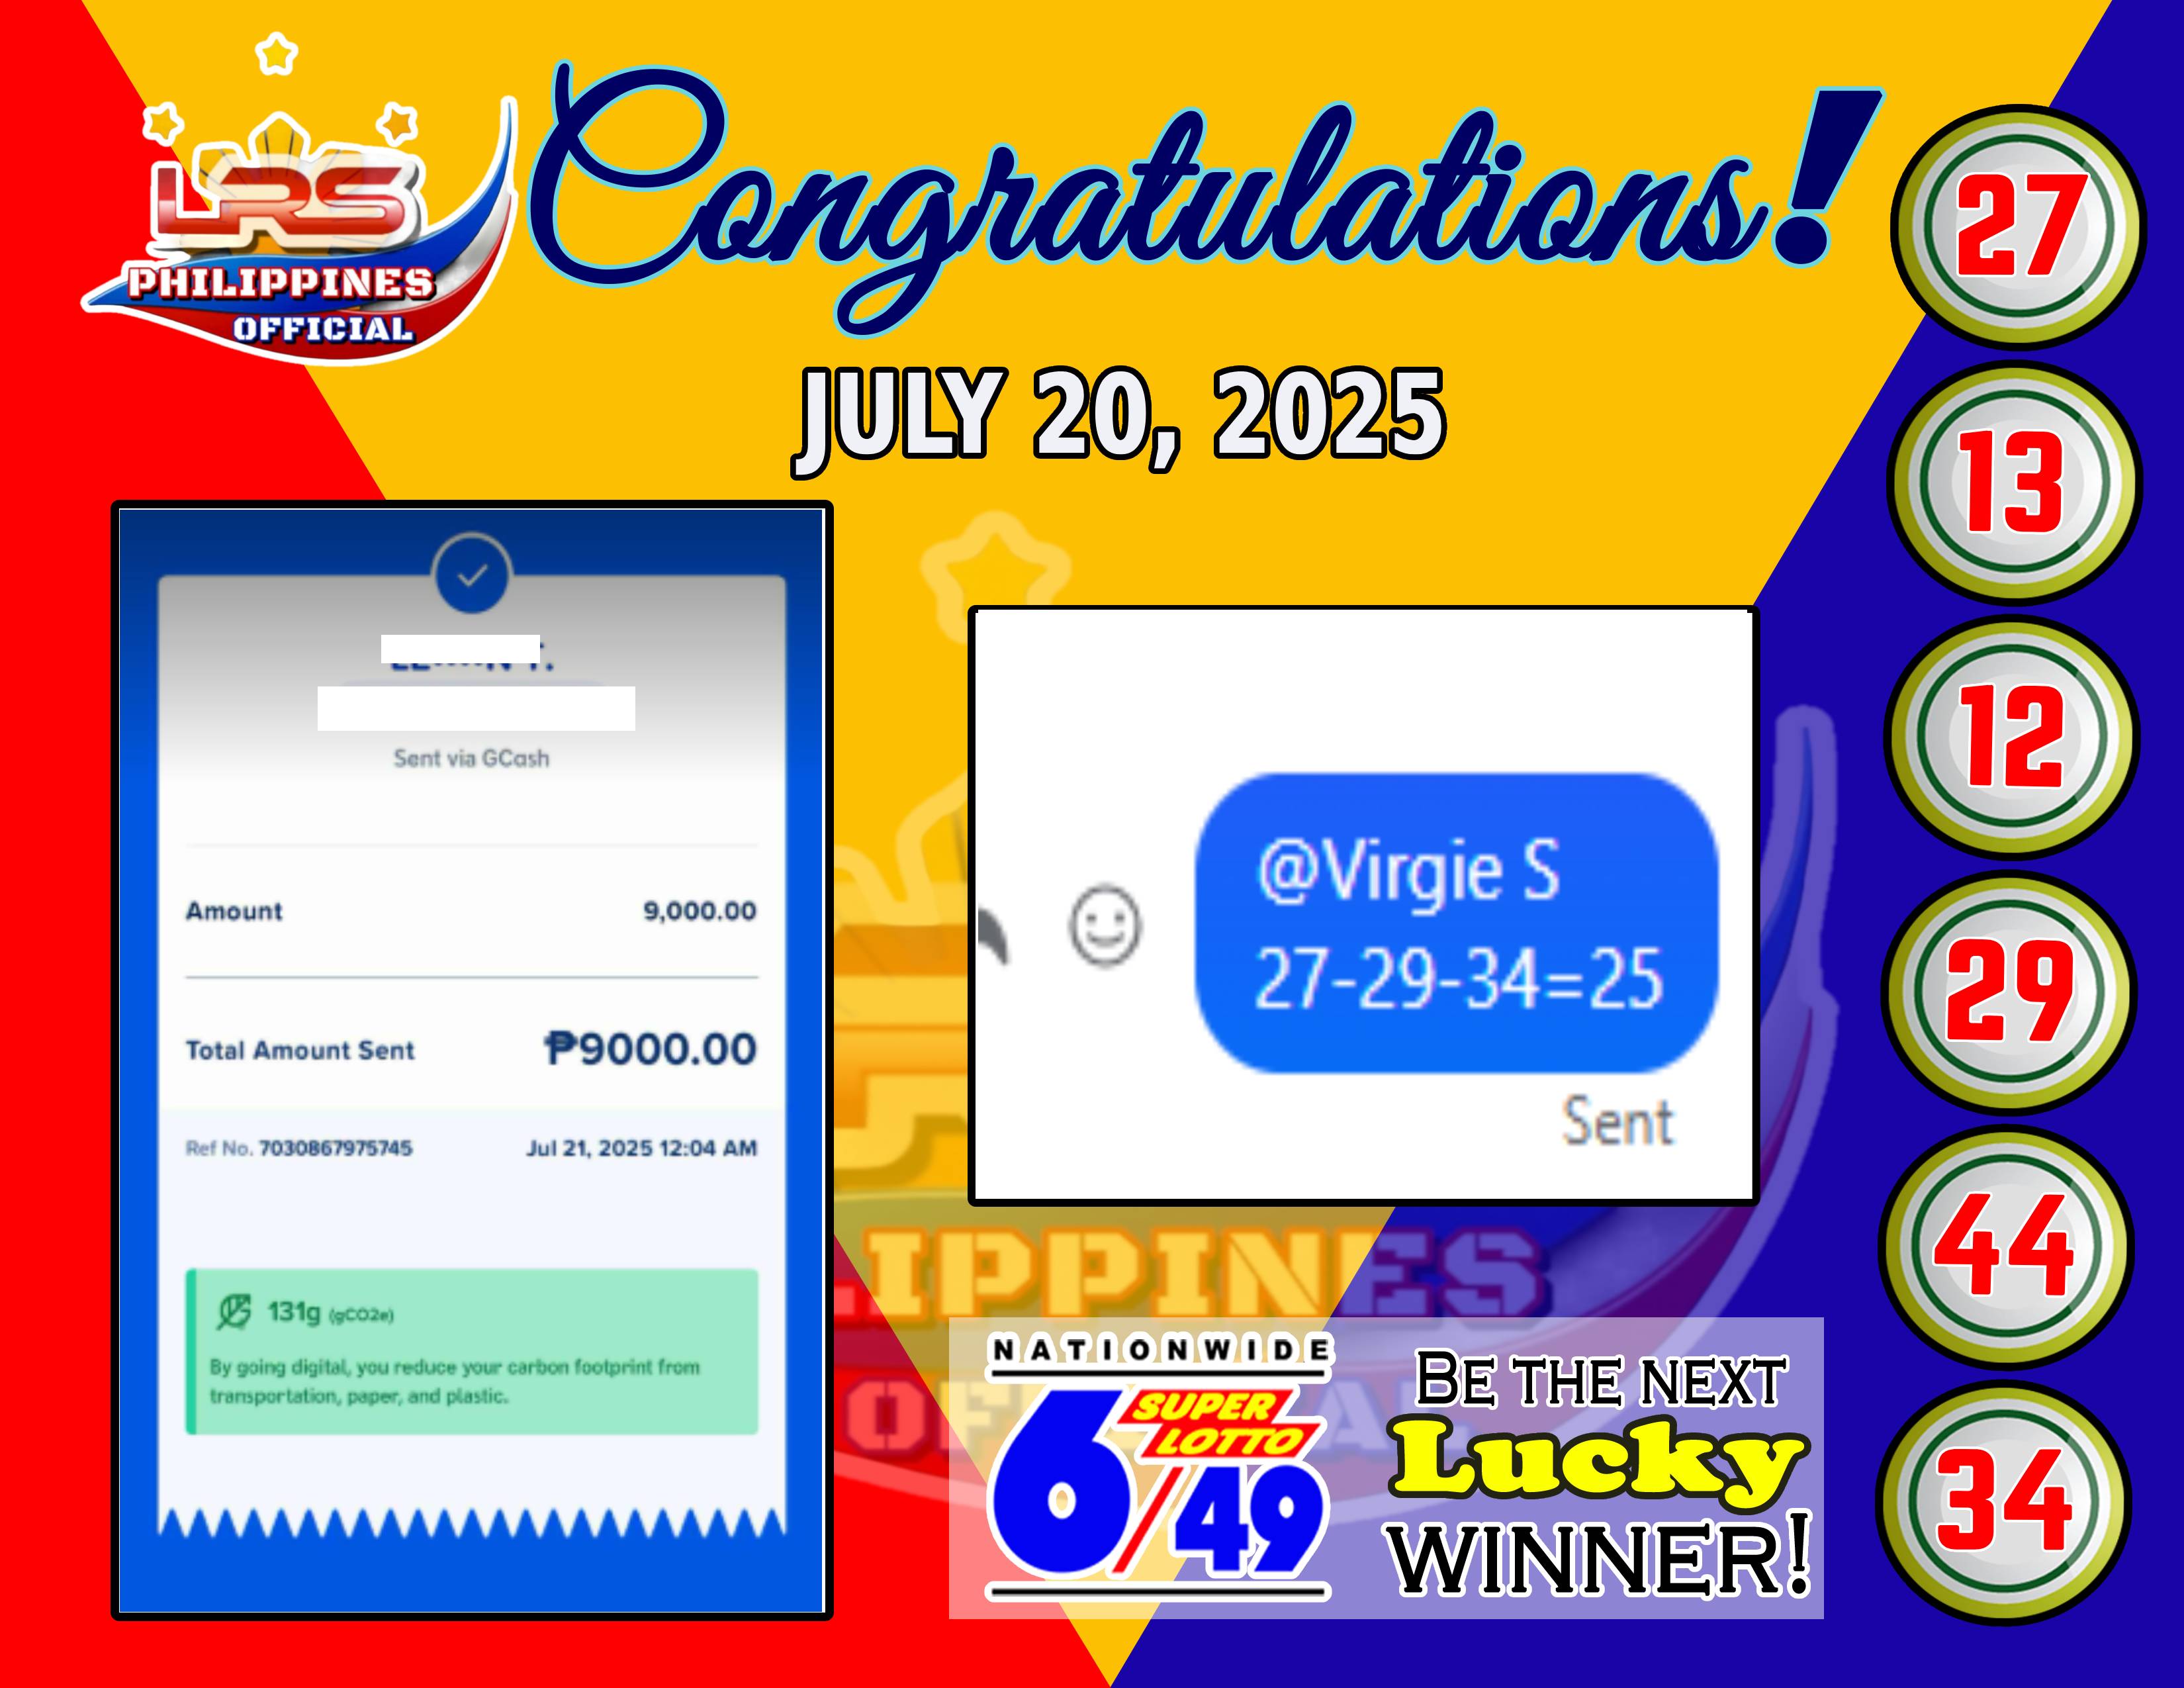 LRS
PHILIPPINES
OFFICIAL
Congratulations!
JULY 20, 2025
Sent via GCash
Amount 9,000.00
Total Amount Sent ₱9000.00
Ref No. 7030867975745 Jul 21, 2025 12:04 AM
131g (gCO2e)
By going digital, you reduce your carbon footprint from
transportation, paper, and plastic.
@Virgie S
27-29-34=25
Sent
NATIONWIDE
SUPER
LOTTO
6/49
BE THE NEXT
Lucky
WINNER!
27
13
12
29
44
34